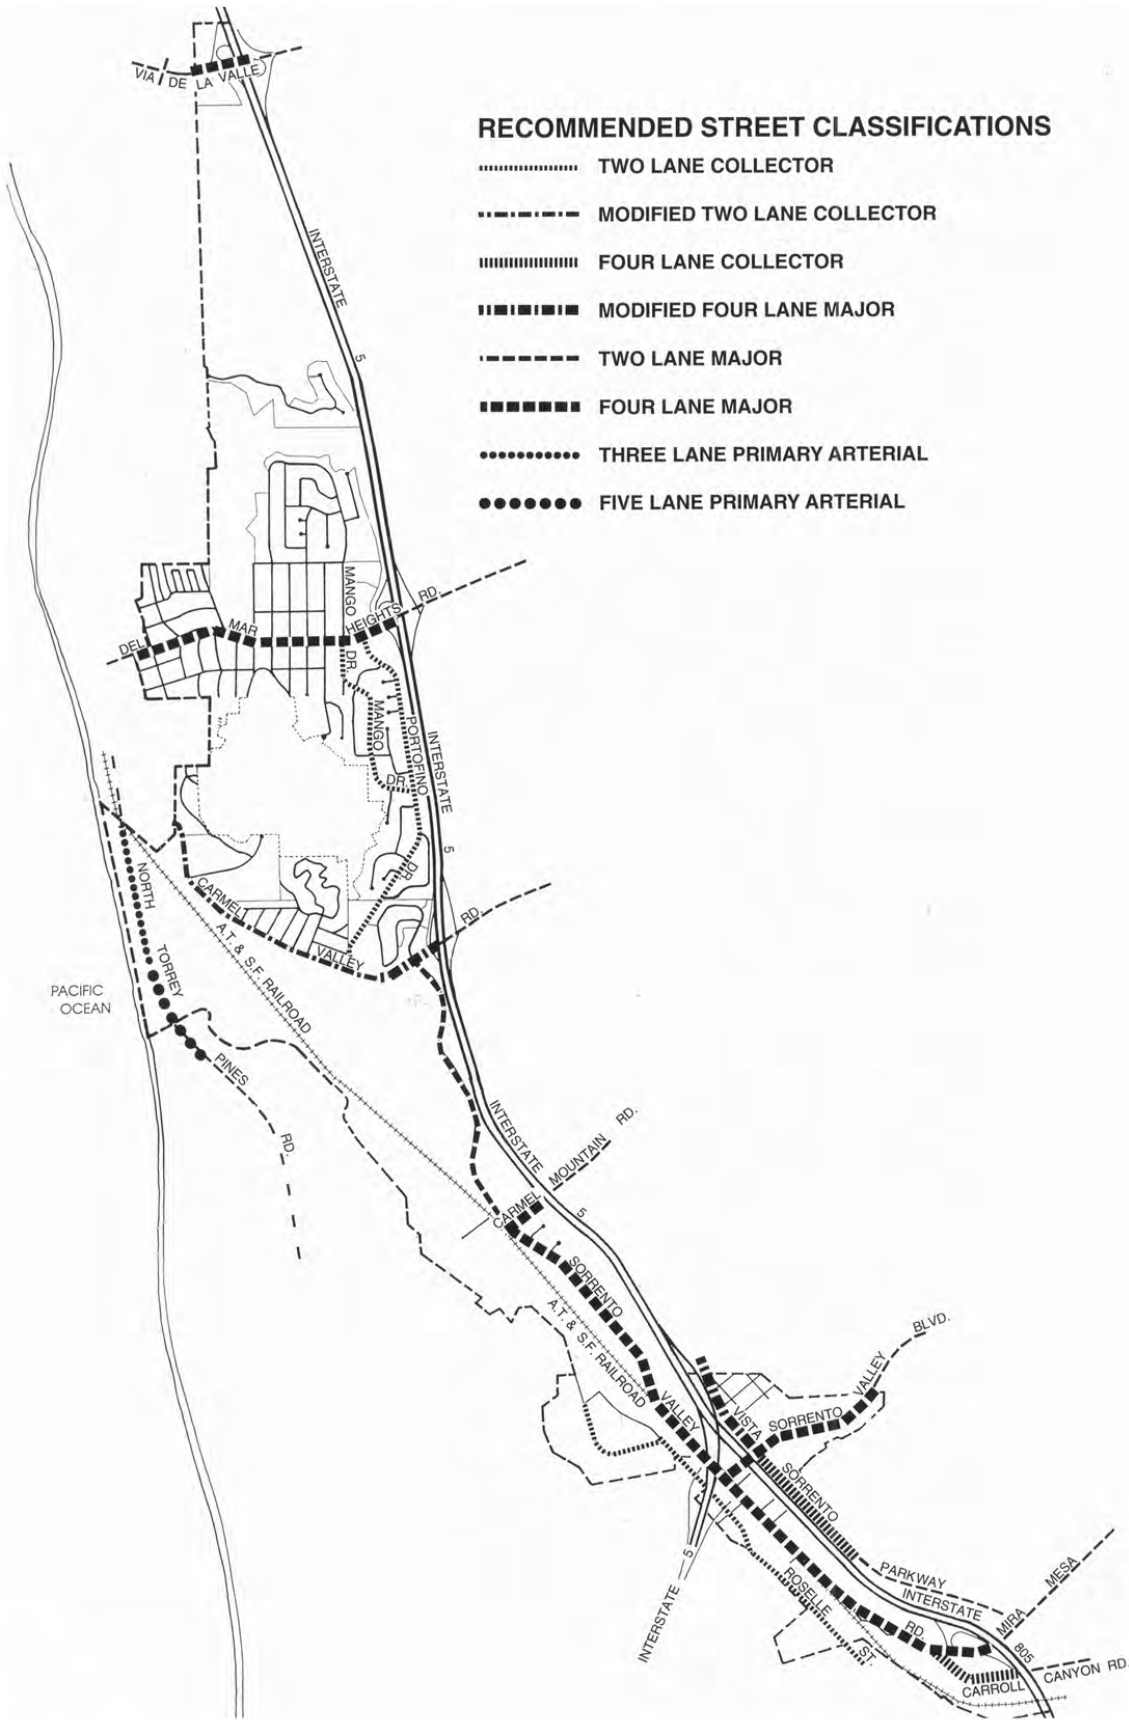 VIA DE LA VALLE
RECOMMENDED STREET CLASSIFICATIONS
TWO LANE COLLECTOR
MODIFIED TWO LANE COLLECTOR
FOUR LANE COLLECTOR
MODIFIED FOUR LANE MAJOR
TWO LANE MAJOR
FOUR LANE MAJOR
THREE LANE PRIMARY ARTERIAL
FIVE LANE PRIMARY ARTERIAL
INTERSTATE
5
DEL MAR HEIGHTS RD.
MANGO DR.
MANGO
DR.
PORTOFINO
DR.
INTERSTATE
5
NORTH TORREY PINES RD.
CARMEL VALLEY RD.
A.T. & S.F. RAILROAD
PACIFIC
OCEAN
INTERSTATE
5
CARMEL MOUNTAIN RD.
SORRENTO VALLEY RD.
A.T. & S.F. RAILROAD
SORRENTO VALLEY BLVD.
VISTA SORRENTO PARKWAY
INTERSTATE
805
MIRA MESA
INTERSTATE 5
ROSELLE ST.
CARROLL CANYON RD.